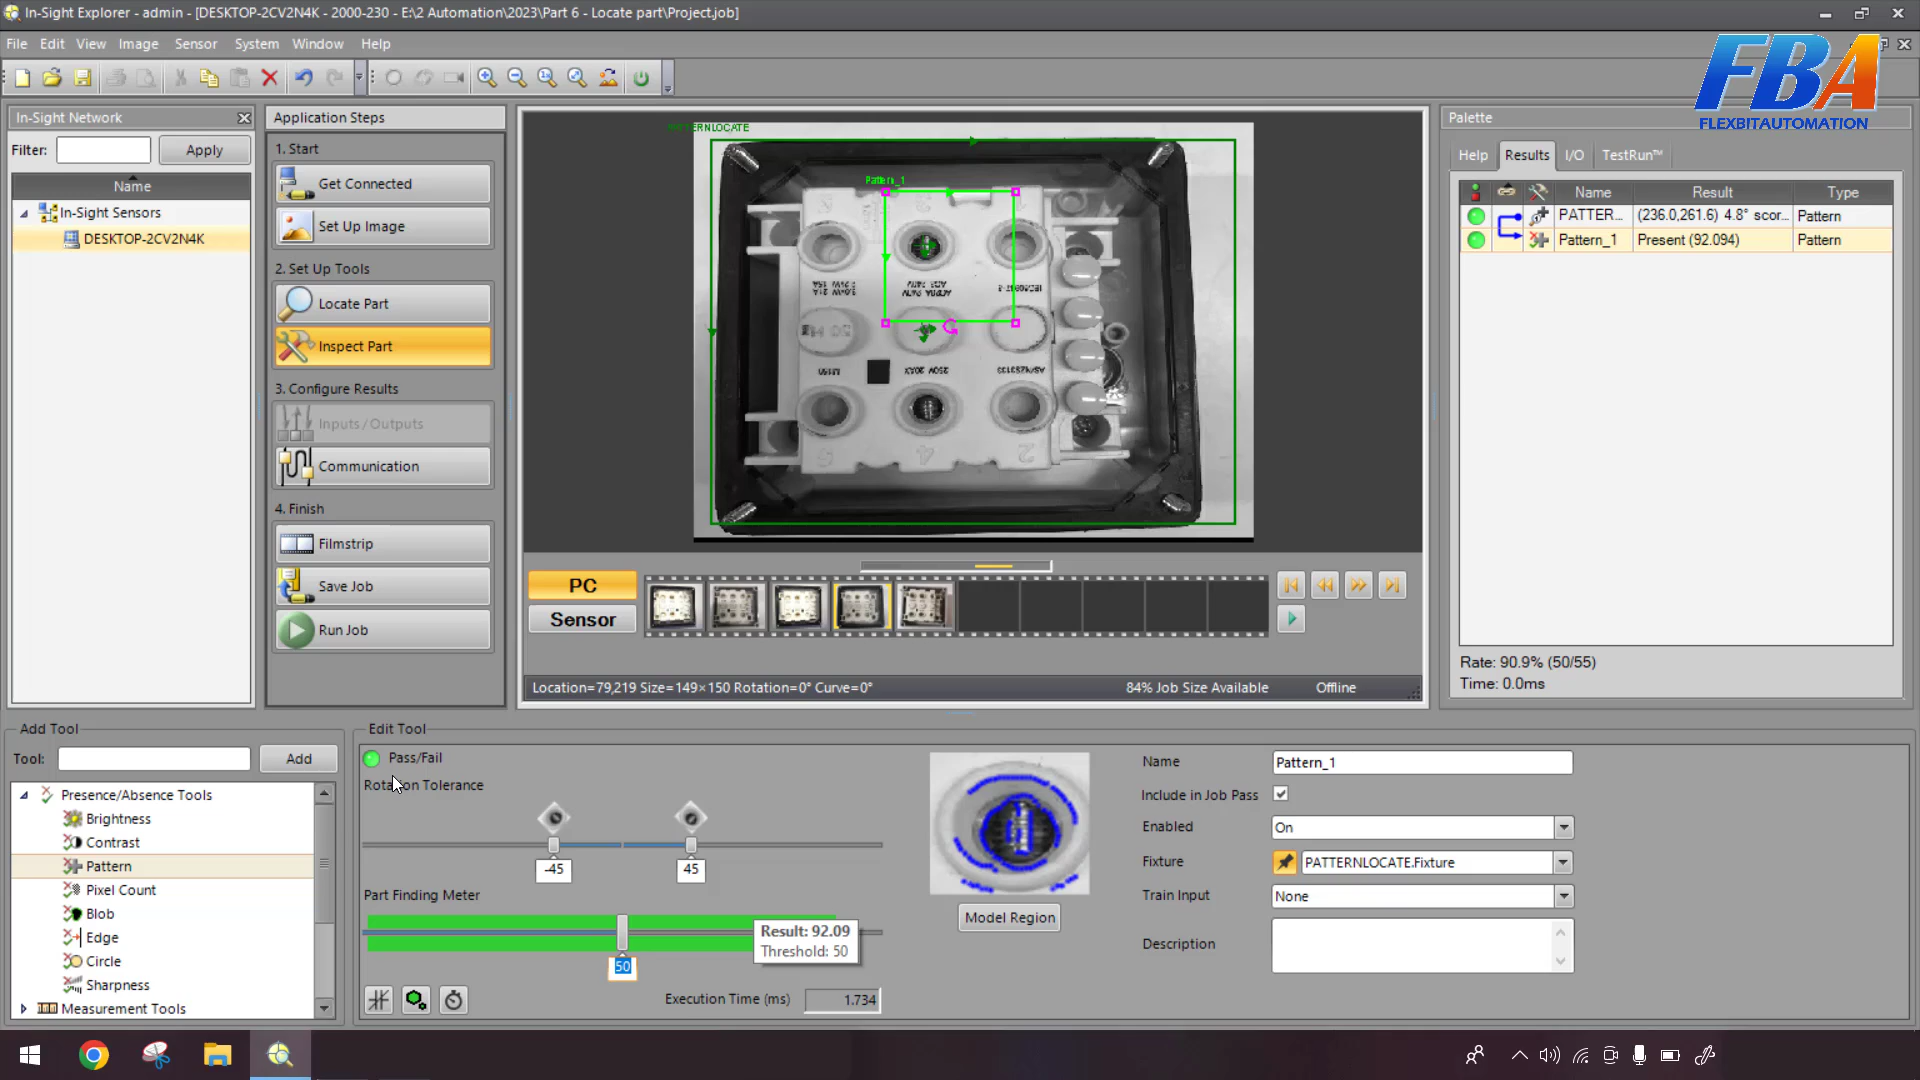 In-Sight Explorer - admin - [DESKTOP-2CV2N4K - 2000-230 - E:\2 Automation\2023\Part 6 - Locate part\Project.job]
File Edit View Image Sensor System Window Help
FBA
FLEXBITAUTOMATION
In-Sight Network
Filter: Apply
Name
In-Sight Sensors
DESKTOP-2CV2N4K
Application Steps
1. Start
Get Connected
Set Up Image
2. Set Up Tools
Locate Part
Inspect Part
3. Configure Results
Inputs/Outputs
Communication
4. Finish
Filmstrip
Save Job
Run Job
Pattern_1
PC
Sensor
Location=79,219 Size=149×150 Rotation=0° Curve=0° 84% Job Size Available Offline
Palette
Help Results I/O TestRun™
Name Result Type
PATTER... (236.0,261.6) 4.8° scor... Pattern
Pattern_1 Present (92.094) Pattern
Rate: 90.9% (50/55)
Time: 0.0ms
Add Tool
Tool: Add
Presence/Absence Tools
Brightness
Contrast
Pattern
Pixel Count
Blob
Edge
Circle
Sharpness
Measurement Tools
Edit Tool
Pass/Fail
Rotation Tolerance
-45 45
Part Finding Meter
Result: 92.09
Threshold: 50
50
Execution Time (ms) 1.734
Model Region
Name Pattern_1
Include in Job Pass
Enabled On
Fixture PATTERNLOCATE.Fixture
Train Input None
Description